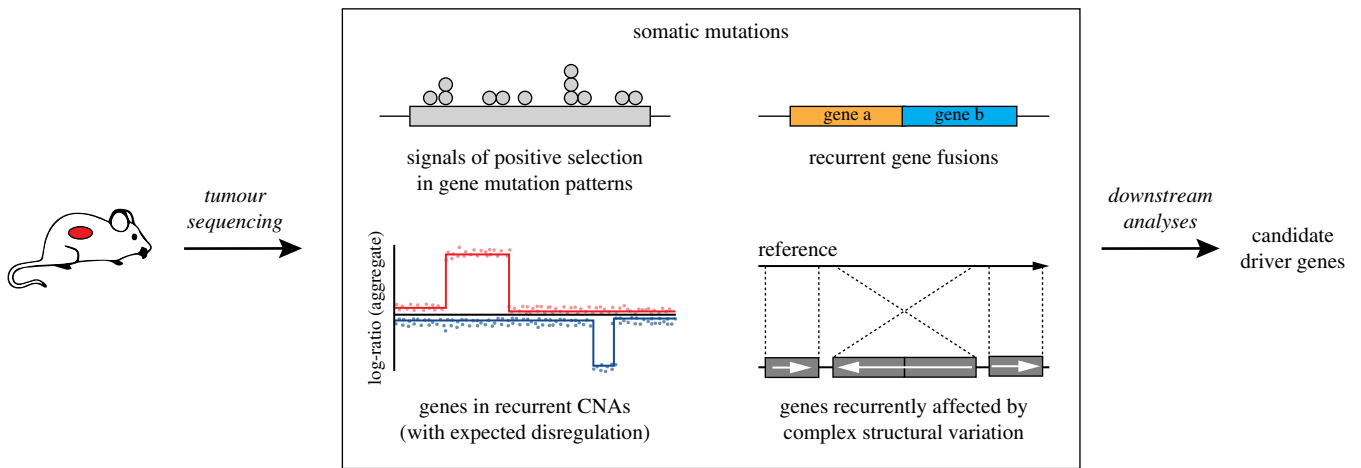 somatic mutations
signals of positive selection
in gene mutation patterns
gene a
gene b
recurrent gene fusions
tumour
sequencing
log-ratio (aggregate)
genes in recurrent CNAs
(with expected disregulation)
reference
genes recurrently affected by
complex structural variation
downstream
analyses
candidate
driver genes